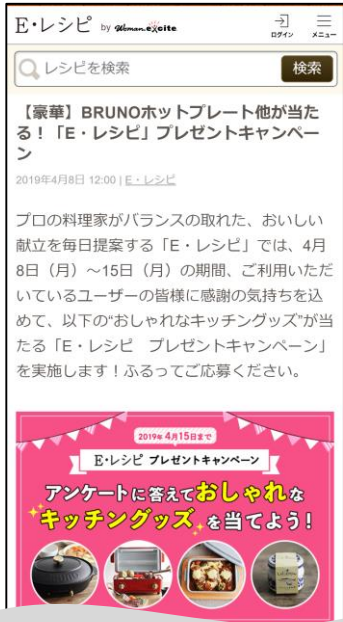 E・レシピ by Woman.excite
ログイン メニュー
レシピを検索 検索
【豪華】BRUNOホットプレート他が当た
る！「E・レシピ」プレゼントキャンペー
ン
2019年4月8日 12:00 | E・レシピ
プロの料理家がバランスの取れた、おいしい
献立を毎日提案する「E・レシピ」では、4月
8日（月）～15日（月）の期間、ご利用いただ
いているユーザーの皆様に感謝の気持ちを込
めて、以下の“おしゃれなキッチングッズ”が当
たる「E・レシピ　プレゼントキャンペーン」
を実施します！ふるってご応募ください。
2019年 4月15日まで
E・レシピ プレゼントキャンペーン
アンケートに答えておしゃれな
キッチングッズを当てよう！